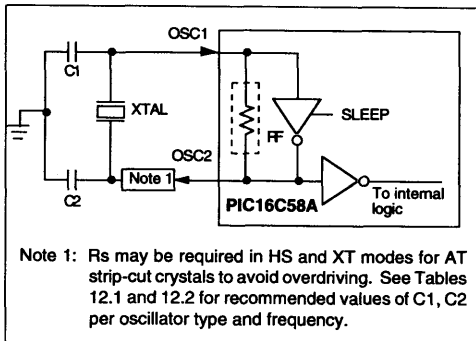 OSC1
C1
XTAL
SLEEP
RF
OSC2
Note 1
C2
PIC16C58A
To internal
logic
Note 1: Rs may be required in HS and XT modes for AT
strip-cut crystals to avoid overdriving. See Tables
12.1 and 12.2 for recommended values of C1, C2
per oscillator type and frequency.